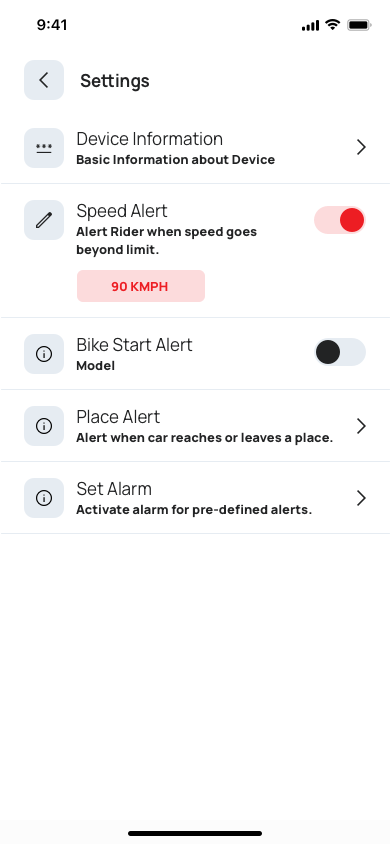 9:41
Settings
Device Information
Basic Information about Device
Speed Alert
Alert Rider when speed goes
beyond limit.
90 KMPH
Bike Start Alert
Model
Place Alert
Alert when car reaches or leaves a place.
Set Alarm
Activate alarm for pre-defined alerts.